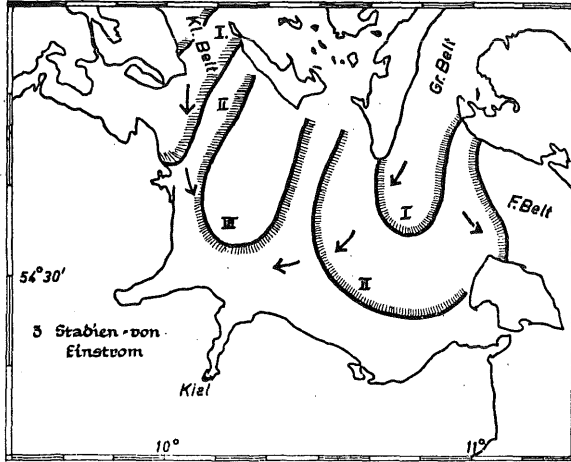 I.
Kl. Belt
II
Gr. Belt
I
F. Belt
III
II
54°30'
3 Stadien von
Einstrom
Kiel
10°
11°